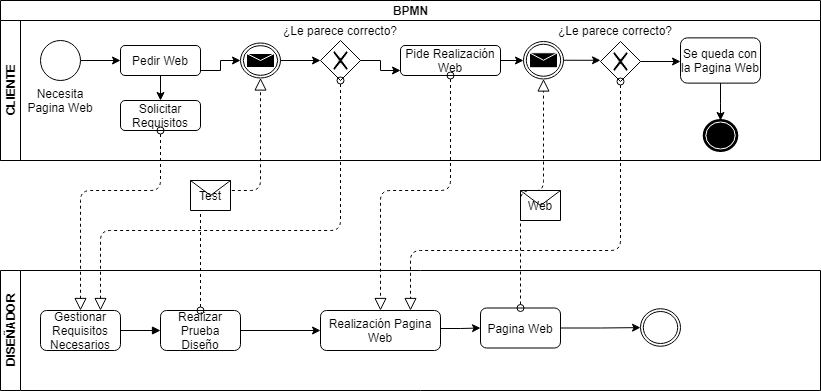 BPMN
CLIENTE
¿Le parece correcto?
¿Le parece correcto?
Pedir Web
Pide Realización
Web
Se queda con
la Pagina Web
Necesita
Pagina Web
Solicitar
Requisitos
Test
Web
DISEÑADOR
Gestionar
Requisitos
Necesarios
Realizar
Prueba
Diseño
Realización Pagina
Web
Pagina Web